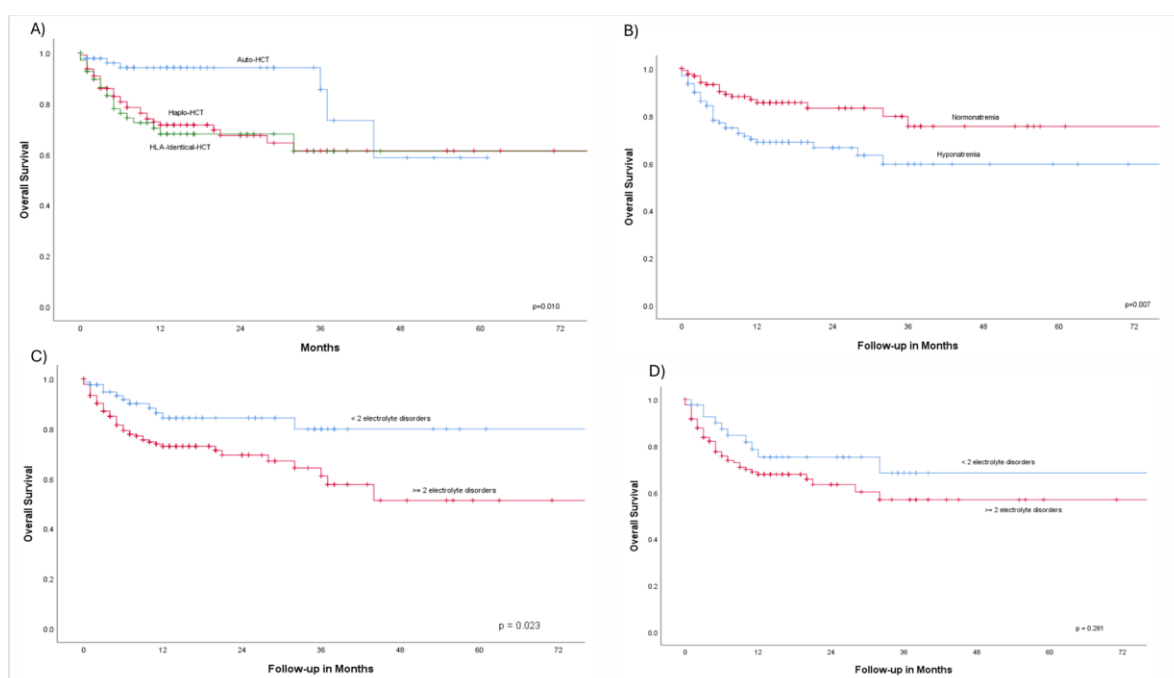 A)
Overall Survival
1.0
0.8
0.6
0.4
0.2
0.0
Auto-HCT
Haplo-HCT
HLA-Identical-HCT
p=0.010
0 12 24 36 48 60 72
Months
B)
Overall Survival
1.0
0.8
0.6
0.4
0.2
0.0
Normonatremia
Hyponatremia
p=0.007
0 12 24 36 48 60 72
Follow-up in Months
C)
Overall Survival
1.0
0.8
0.6
0.4
0.2
0.0
< 2 electrolyte disorders
>= 2 electrolyte disorders
p = 0.023
0 12 24 36 48 60 72
Follow-up in Months
D)
Overall Survival
1.0
0.8
0.6
0.4
0.2
0.0
< 2 electrolyte disorders
>= 2 electrolyte disorders
p = 0.281
0 12 24 36 48 60 72
Follow-up in Months